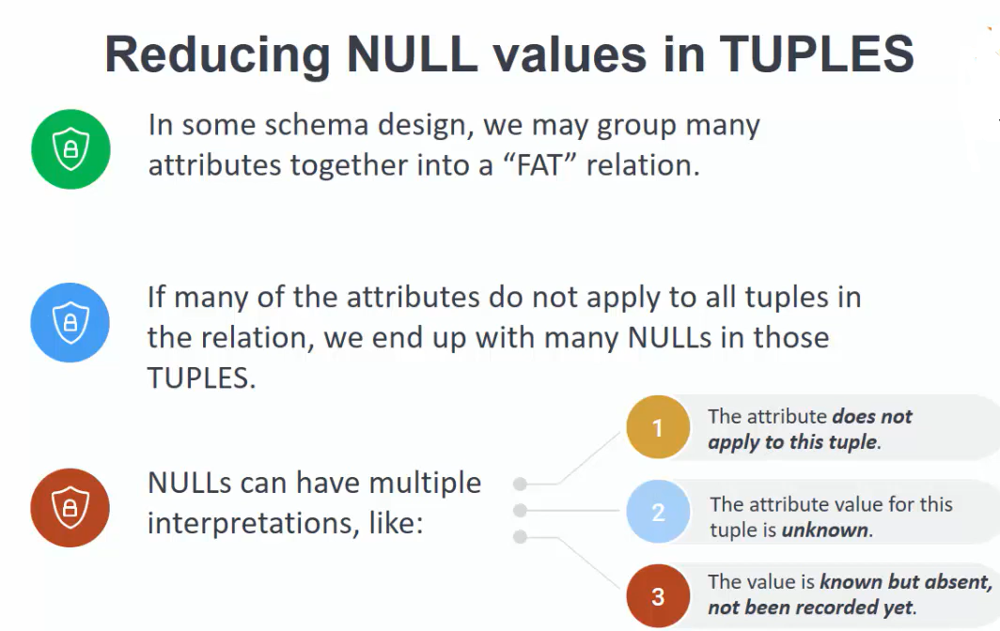 Reducing NULL values in TUPLES
In some schema design, we may group many
attributes together into a “FAT” relation.
If many of the attributes do not apply to all tuples in
the relation, we end up with many NULLs in those
TUPLES.
NULLs can have multiple
interpretations, like:
1
The attribute does not
apply to this tuple.
2
The attribute value for this
tuple is unknown.
3
The value is known but absent,
not been recorded yet.